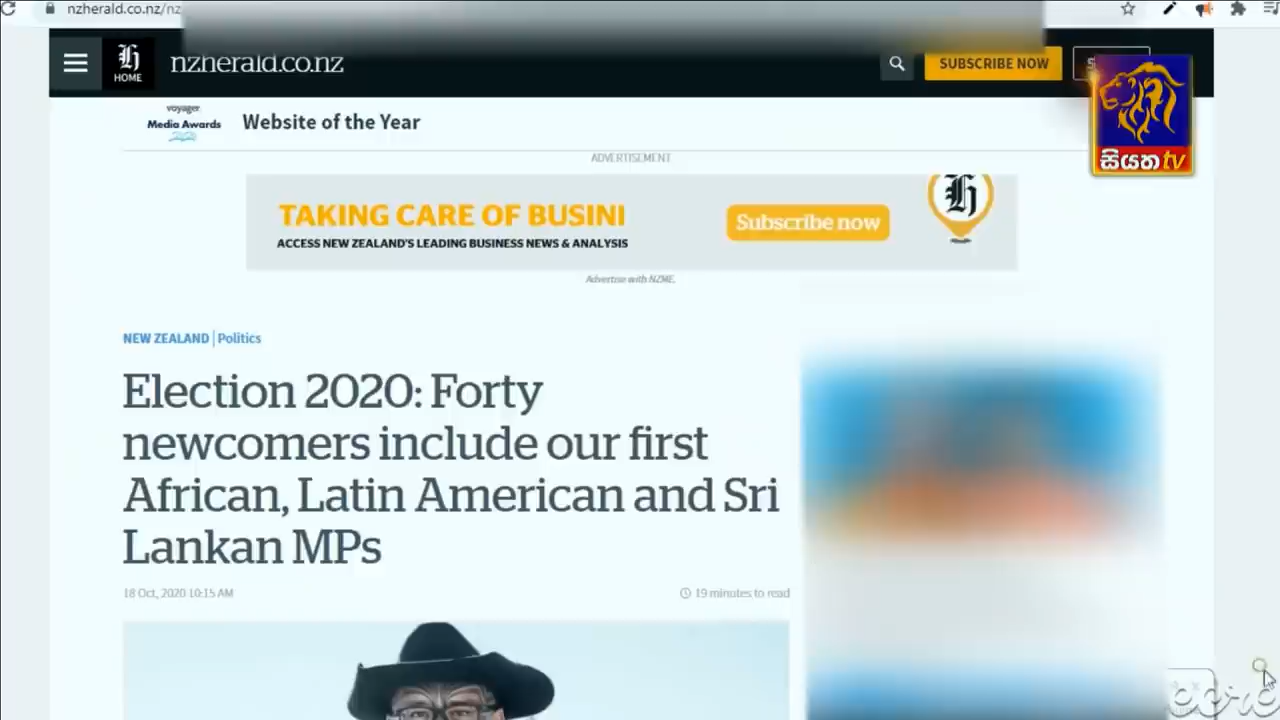 nzherald.co.nz/nz
HOME
nzherald.co.nz
SUBSCRIBE NOW
සියත tv
voyager
Media Awards
Website of the Year
ADVERTISEMENT
TAKING CARE OF BUSINI
ACCESS NEW ZEALAND'S LEADING BUSINESS NEWS & ANALYSIS
Subscribe now
Advertise with NZME.
NEW ZEALAND | Politics
Election 2020: Forty
newcomers include our first
African, Latin American and Sri
Lankan MPs
18 Oct, 2020 10:15 AM
19 minutes to read